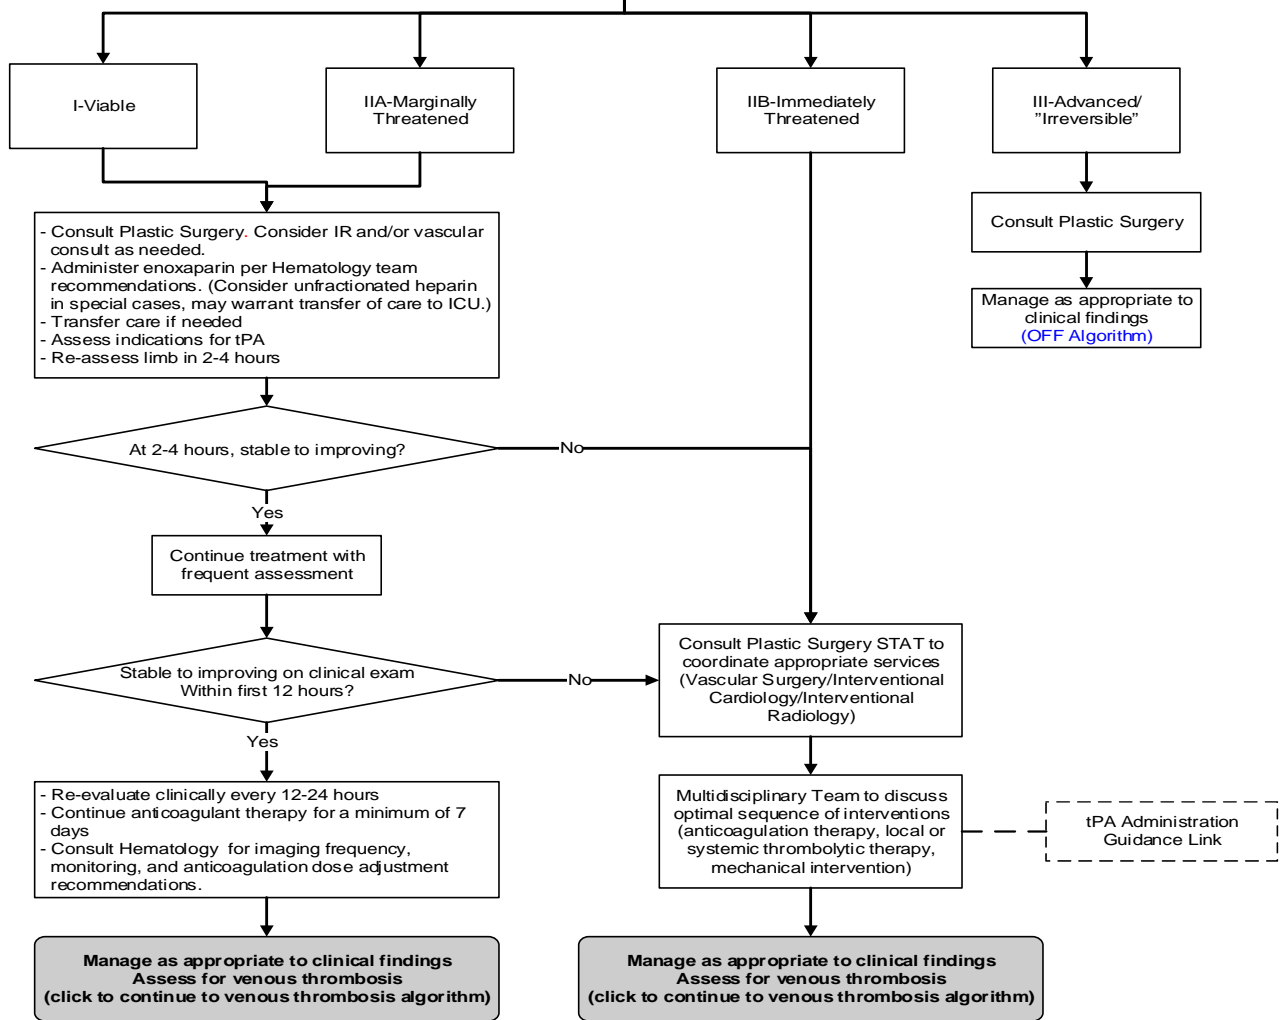 I-Viable
IIA-Marginally
Threatened
IIB-Immediately
Threatened
III-Advanced/
”Irreversible”
- Consult Plastic Surgery. Consider IR and/or vascular
consult as needed.
- Administer enoxaparin per Hematology team
recommendations. (Consider unfractionated heparin
in special cases, may warrant transfer of care to ICU.)
- Transfer care if needed
- Assess indications for tPA
- Re-assess limb in 2-4 hours
Consult Plastic Surgery
Manage as appropriate to
clinical findings
(OFF Algorithm)
At 2-4 hours, stable to improving?
No
Yes
Continue treatment with
frequent assessment
Stable to improving on clinical exam
Within first 12 hours?
No
Consult Plastic Surgery STAT to
coordinate appropriate services
(Vascular Surgery/Interventional
Cardiology/Interventional
Radiology)
Yes
- Re-evaluate clinically every 12-24 hours
- Continue anticoagulant therapy for a minimum of 7
days
- Consult Hematology for imaging frequency,
monitoring, and anticoagulation dose adjustment
recommendations.
Multidisciplinary Team to discuss
optimal sequence of interventions
(anticoagulation therapy, local or
systemic thrombolytic therapy,
mechanical intervention)
tPA Administration
Guidance Link
Manage as appropriate to clinical findings
Assess for venous thrombosis
(click to continue to venous thrombosis algorithm)
Manage as appropriate to clinical findings
Assess for venous thrombosis
(click to continue to venous thrombosis algorithm)